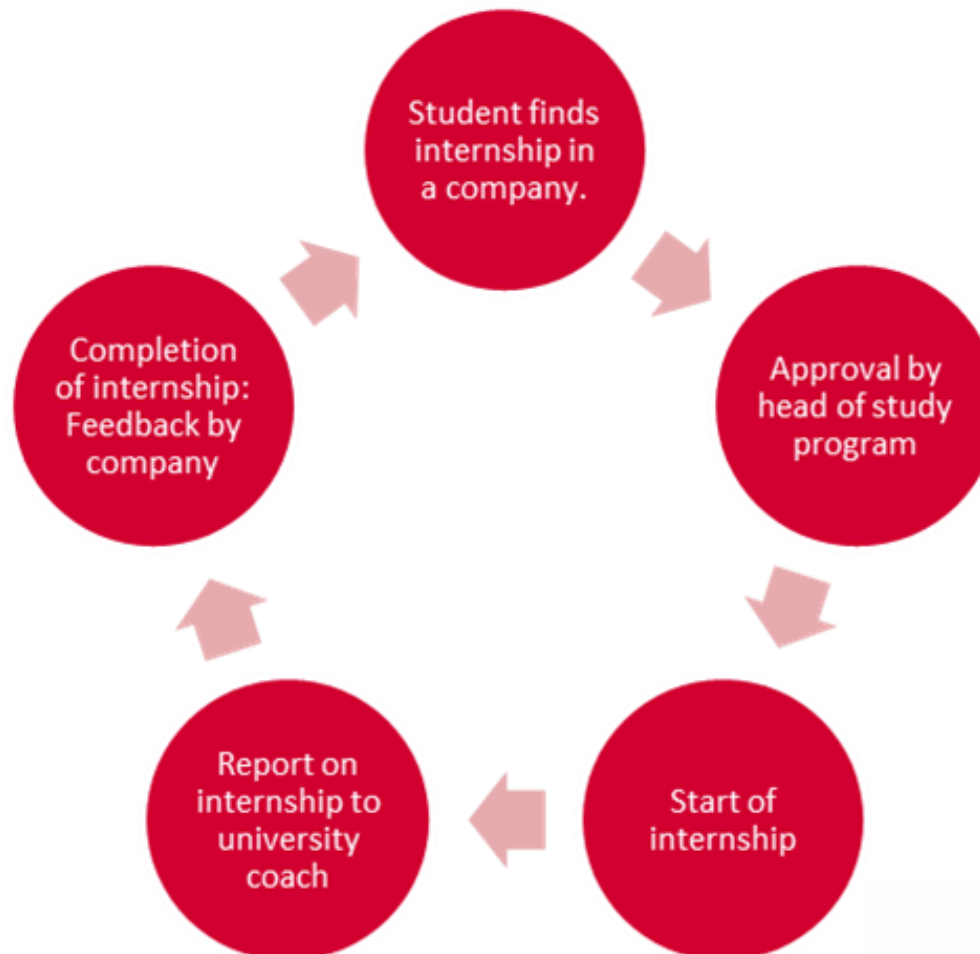 Student finds
internship in
a company.
Approval by
head of study
program
Start of
internship
Report on
internship to
university
coach
Completion
of internship:
Feedback by
company